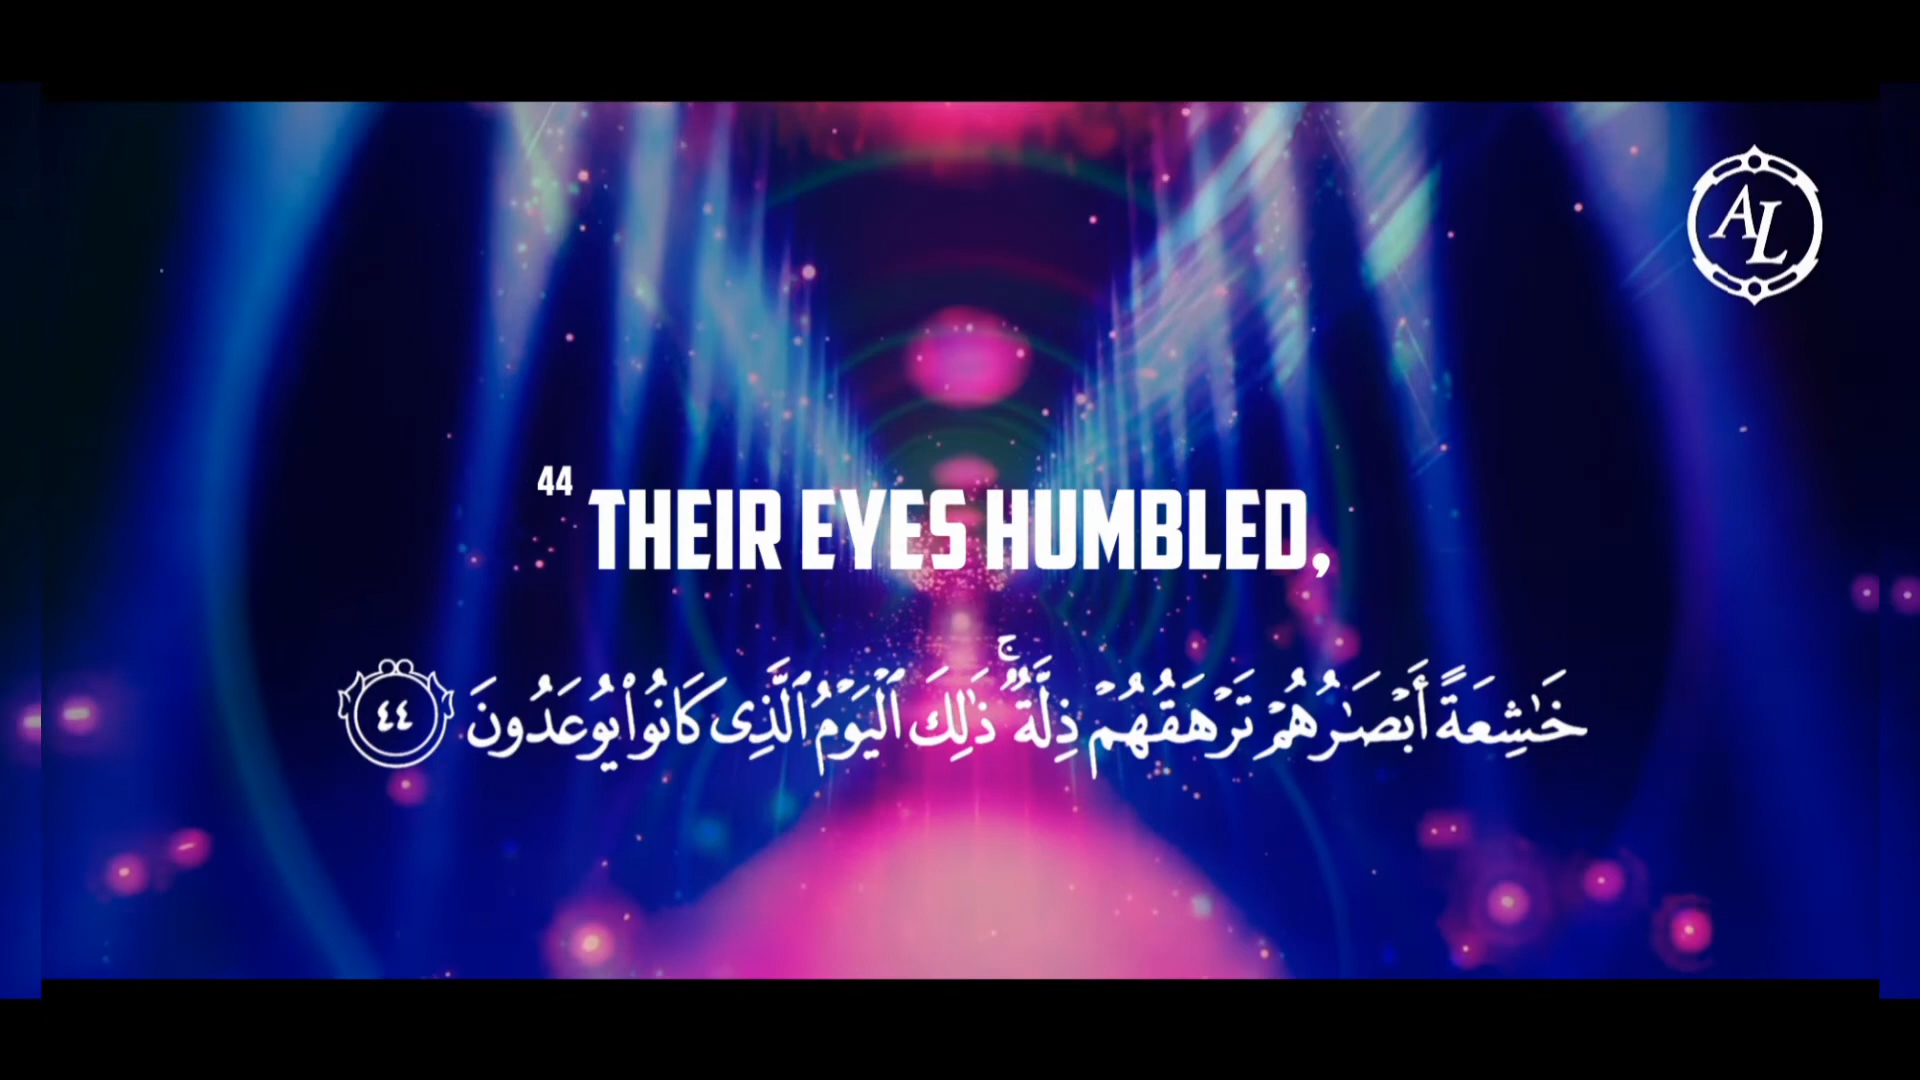 AL
44 THEIR EYES HUMBLED,
خَٰشِعَةً أَبْصَٰرُهُمْ تَرْهَقُهُمْ ذِلَّةٌ ۚ ذَٰلِكَ ٱلْيَوْمُ ٱلَّذِى كَانُوا۟ يُوعَدُونَ ٤٤